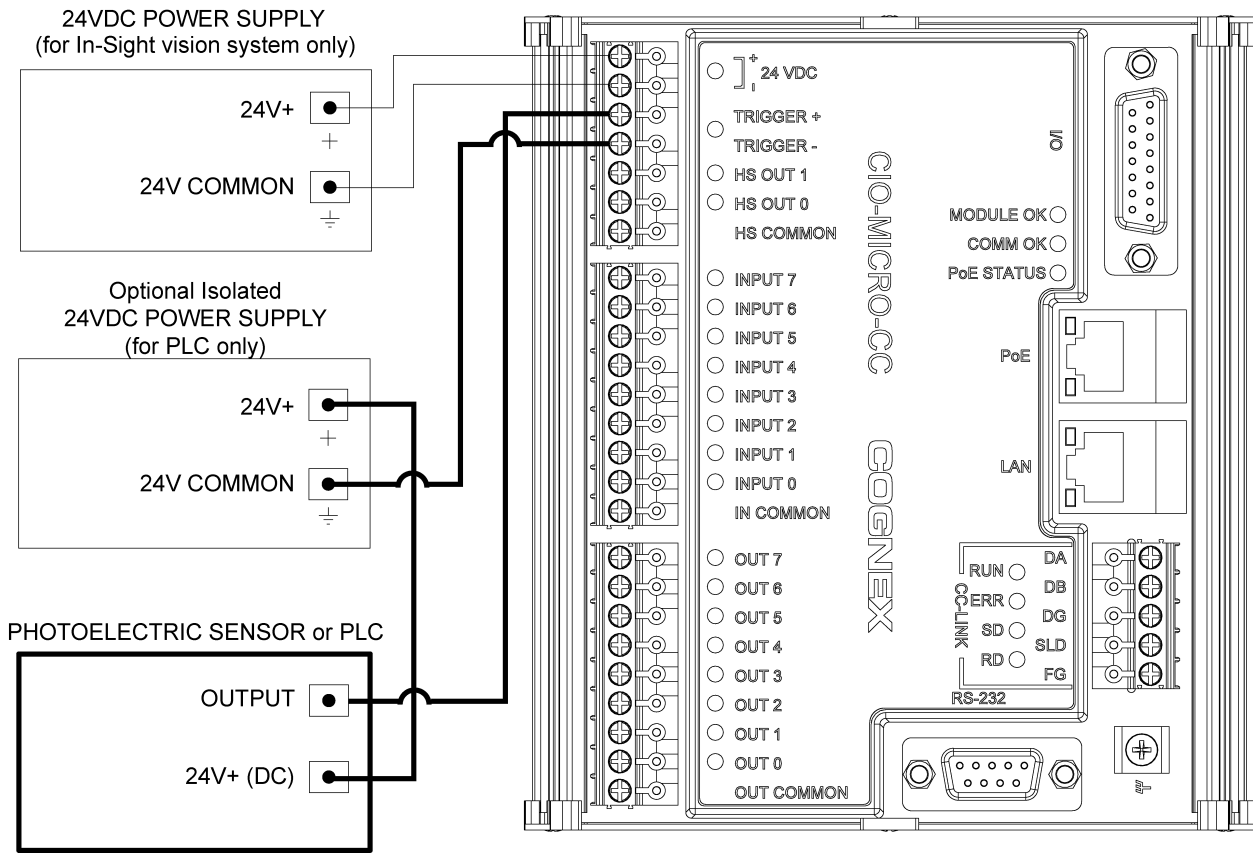 24VDC POWER SUPPLY
(for In-Sight vision system only)
24V+
+
24V COMMON
Optional Isolated
24VDC POWER SUPPLY
(for PLC only)
24V+
+
24V COMMON
PHOTOELECTRIC SENSOR or PLC
OUTPUT
24V+ (DC)
+
24 VDC
-
TRIGGER +
TRIGGER -
HS OUT 1
HS OUT 0
HS COMMON
INPUT 7
INPUT 6
INPUT 5
INPUT 4
INPUT 3
INPUT 2
INPUT 1
INPUT 0
IN COMMON
OUT 7
OUT 6
OUT 5
OUT 4
OUT 3
OUT 2
OUT 1
OUT 0
OUT COMMON
CIO-MICRO-CC
COGNEX
I/O
MODULE OK
COMM OK
PoE STATUS
PoE
LAN
CC-LINK
RUN
ERR
SD
RD
DA
DB
DG
SLD
FG
RS-232